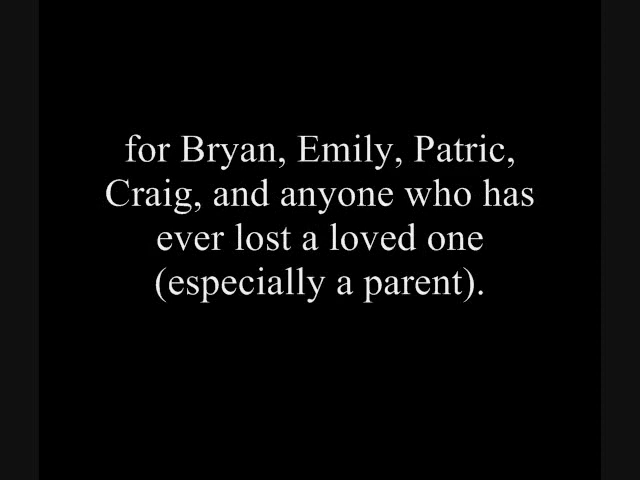 for Bryan, Emily, Patric,
Craig, and anyone who has
ever lost a loved one
(especially a parent).